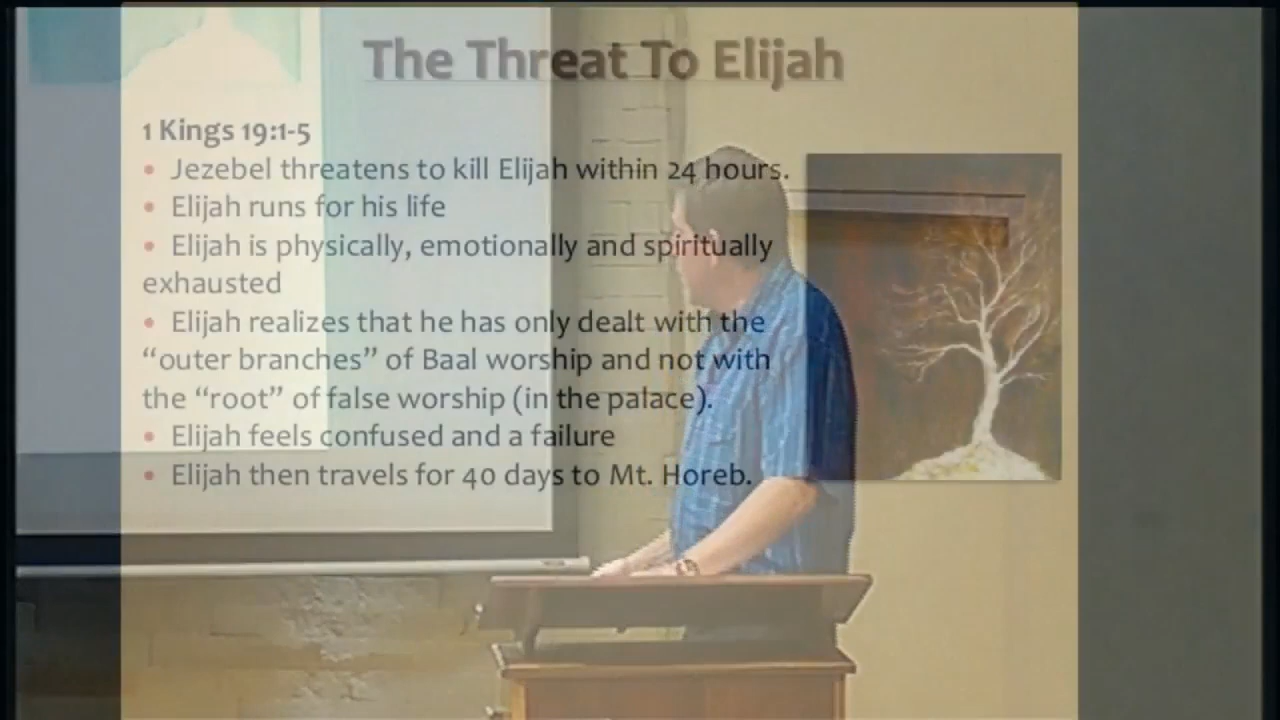 The Threat To Elijah
1 Kings 19:1-5
• Jezebel threatens to kill Elijah within 24 hours.
• Elijah runs for his life
• Elijah is physically, emotionally and spiritually
exhausted
• Elijah realizes that he has only dealt with the
“outer branches” of Baal worship and not with
the “root” of false worship (in the palace).
• Elijah feels confused and a failure
• Elijah then travels for 40 days to Mt. Horeb.